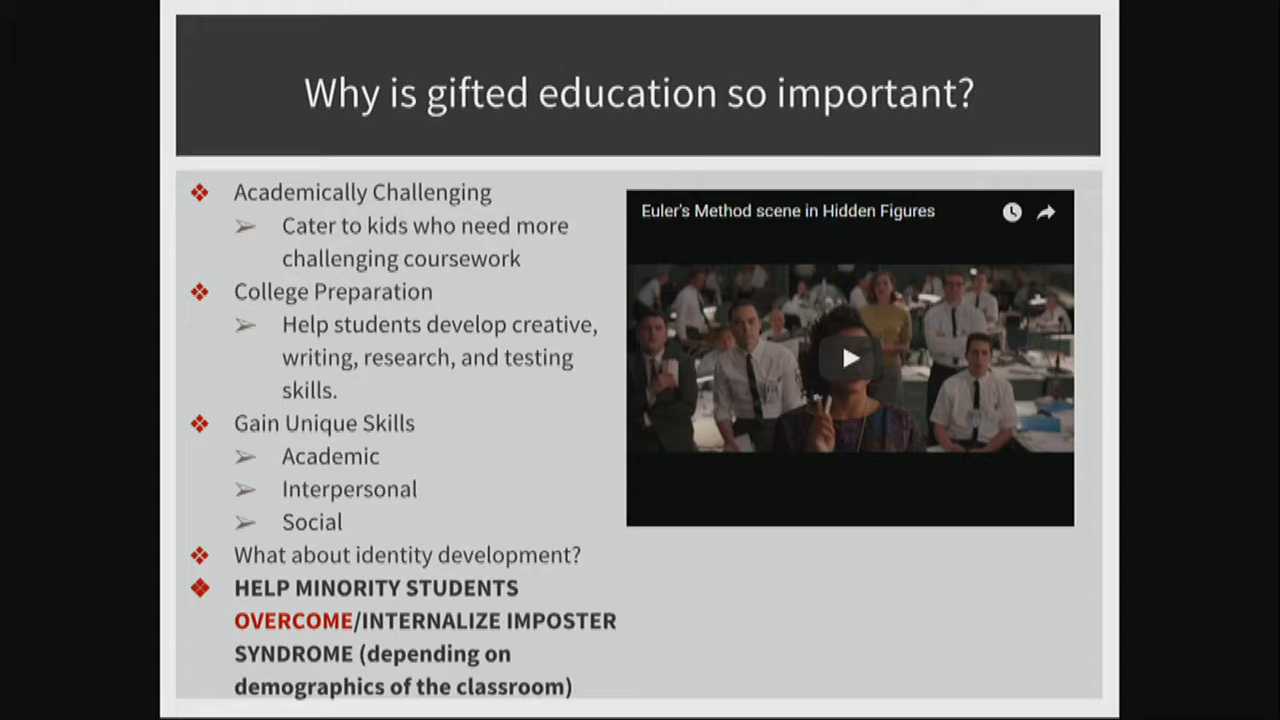 Why is gifted education so important?
Academically Challenging
Cater to kids who need more
challenging coursework
College Preparation
Help students develop creative,
writing, research, and testing
skills.
Gain Unique Skills
Academic
Interpersonal
Social
What about identity development?
HELP MINORITY STUDENTS
OVERCOME/INTERNALIZE IMPOSTER
SYNDROME (depending on
demographics of the classroom)
Euler's Method scene in Hidden Figures